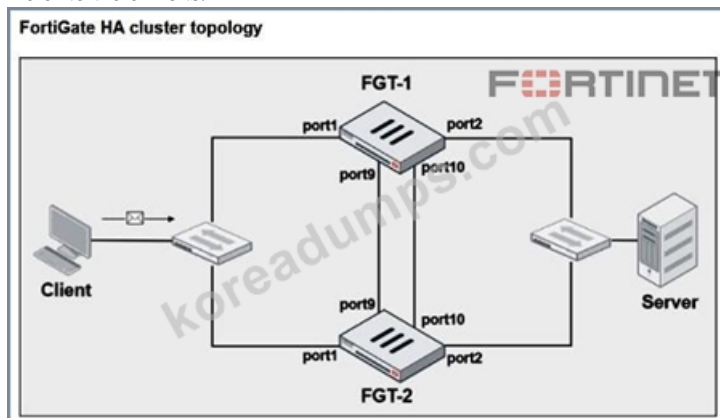 FortiGate HA cluster topology
FGT-1
FORTINET
port1
port2
port9
port10
Client
Server
port9
port10
port1
port2
FGT-2
koreadumps.com